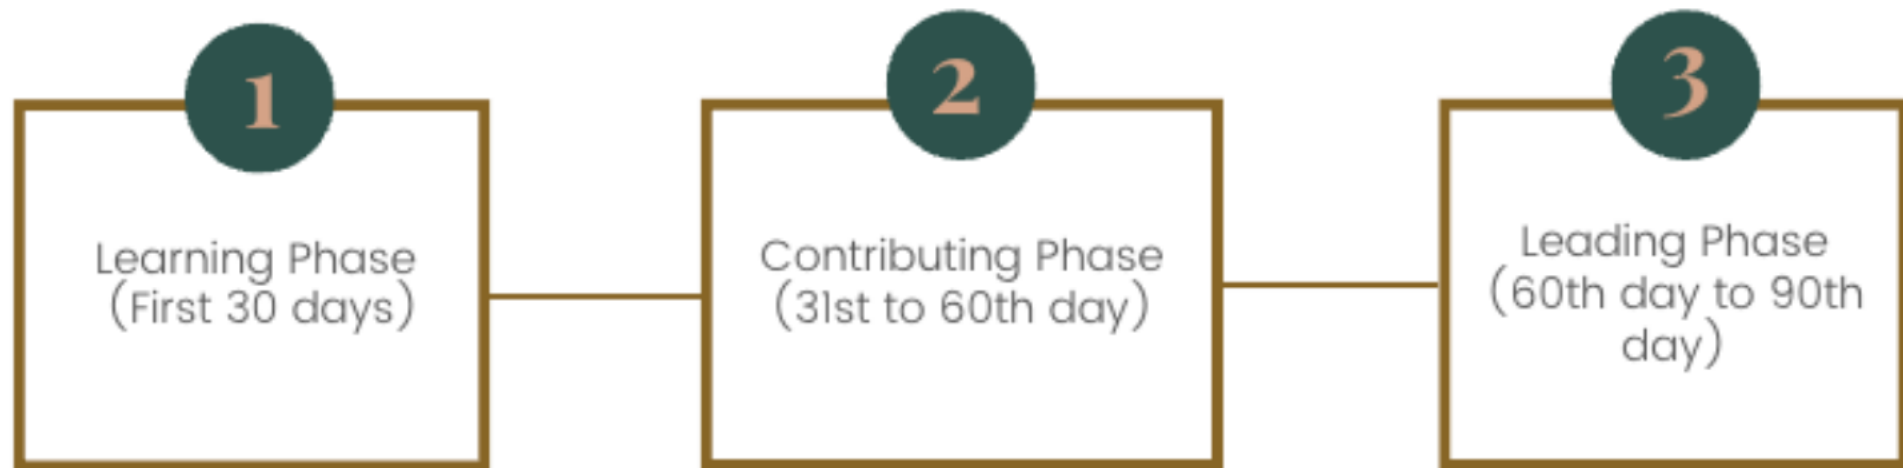 1
Learning Phase
(First 30 days)
2
Contributing Phase
(31st to 60th day)
3
Leading Phase
(60th day to 90th
day)